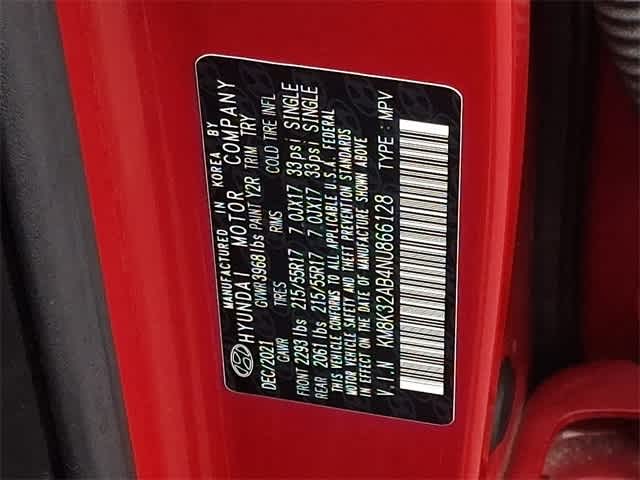 MANUFACTURED IN KOREA BY
HYUNDAI MOTOR COMPANY
DEC/2021 GVWR 3968 lbs PAINT Y2R TRIM TRY
GAWR TIRES RIMS COLD TIRE INFL
FRONT 2293 lbs 215/55R17 7.0JX17 33psi SINGLE
REAR 2061 lbs 215/55R17 7.0JX17 33psi SINGLE
THIS VEHICLE CONFORMS TO ALL APPLICABLE U.S.A. FEDERAL
MOTOR VEHICLE SAFETY AND THEFT PREVENTION STANDARDS
IN EFFECT ON THE DATE OF MANUFACTURE SHOWN ABOVE
V.I.N KM8K32AB4NU866128 TYPE : MPV